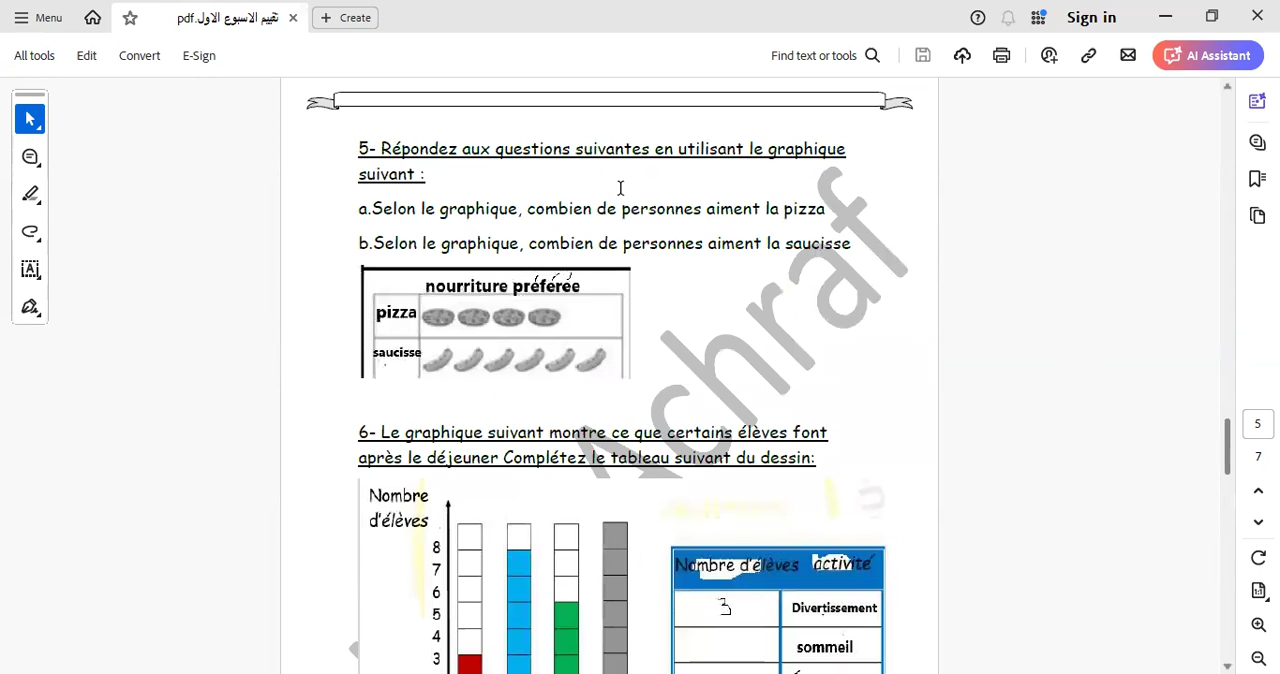 Menu
تقييم الاسبوع الاول.pdf
Create
Sign in
All tools
Edit
Convert
E-Sign
Find text or tools
AI Assistant
5- Répondez aux questions suivantes en utilisant le graphique
suivant :
a.Selon le graphique, combien de personnes aiment la pizza
b.Selon le graphique, combien de personnes aiment la saucisse
nourriture préférée
pizza
saucisse
Achraf
6- Le graphique suivant montre ce que certains élèves font
après le déjeuner Complétez le tableau suivant du dessin:
Nombre
d'élèves
8
7
6
5
4
3
Nombre d'élèves activité
3 Divertissement
sommeil
5
7